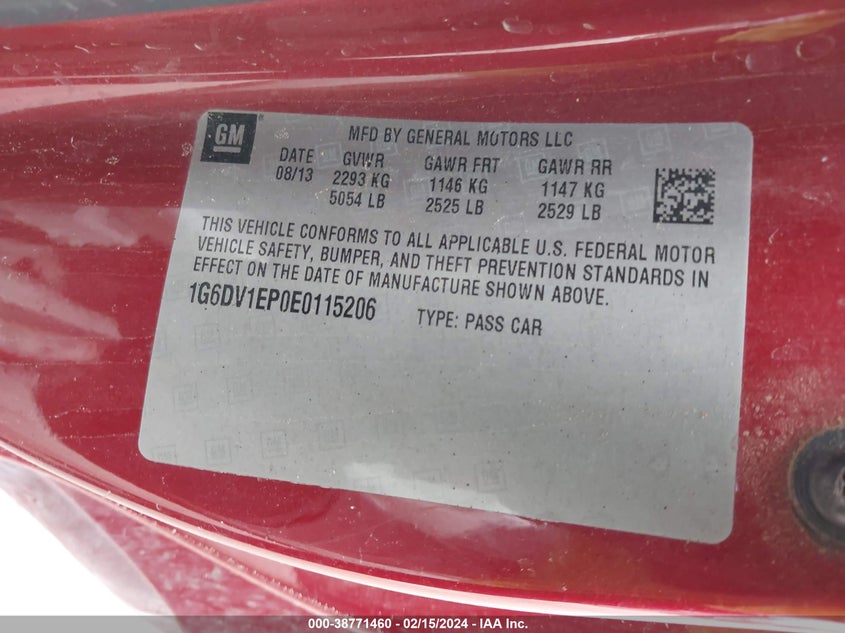 GM
MFD BY GENERAL MOTORS LLC
DATE GVWR GAWR FRT GAWR RR
08/13 2293 KG 1146 KG 1147 KG
5054 LB 2525 LB 2529 LB
THIS VEHICLE CONFORMS TO ALL APPLICABLE U.S. FEDERAL MOTOR
VEHICLE SAFETY, BUMPER, AND THEFT PREVENTION STANDARDS IN
EFFECT ON THE DATE OF MANUFACTURE SHOWN ABOVE.
1G6DV1EP0E0115206 TYPE: PASS CAR
000-38771460 - 02/15/2024 - IAA Inc.